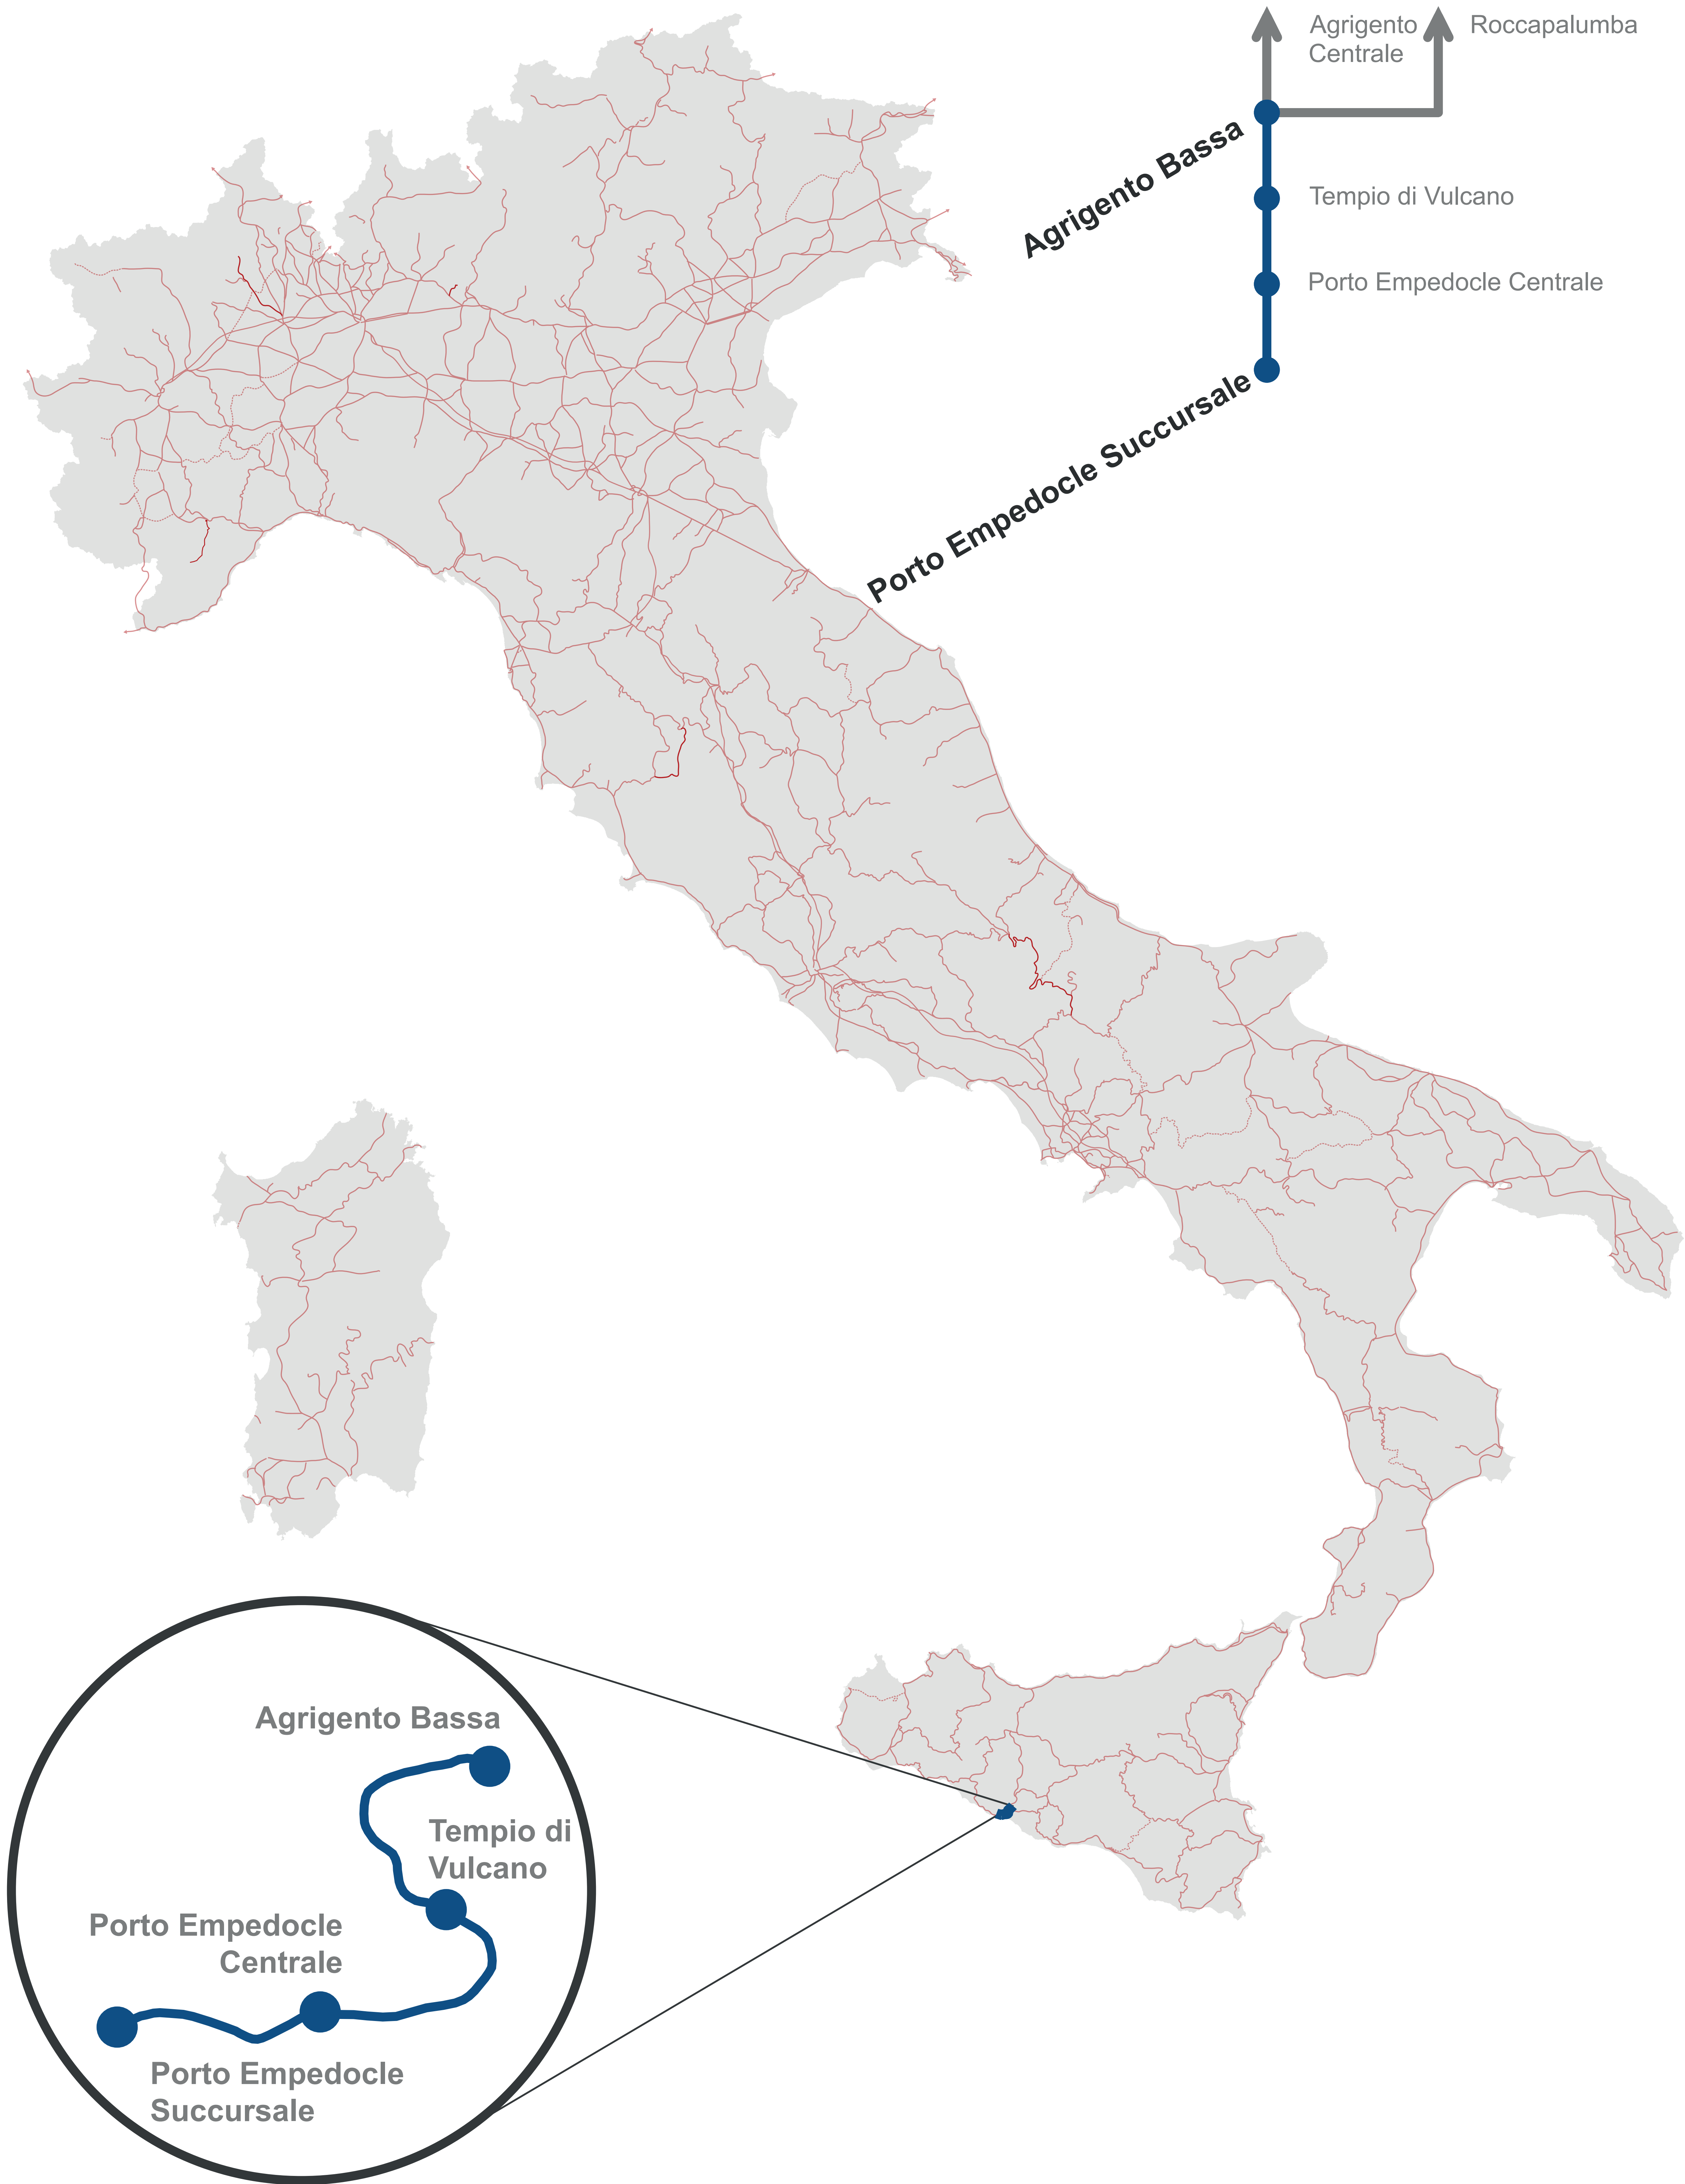 Agrigento
Centrale
Roccapalumba
Agrigento Bassa
Tempio di Vulcano
Porto Empedocle Centrale
Porto Empedocle Succursale
Agrigento Bassa
Tempio di
Vulcano
Porto Empedocle
Centrale
Porto Empedocle
Succursale